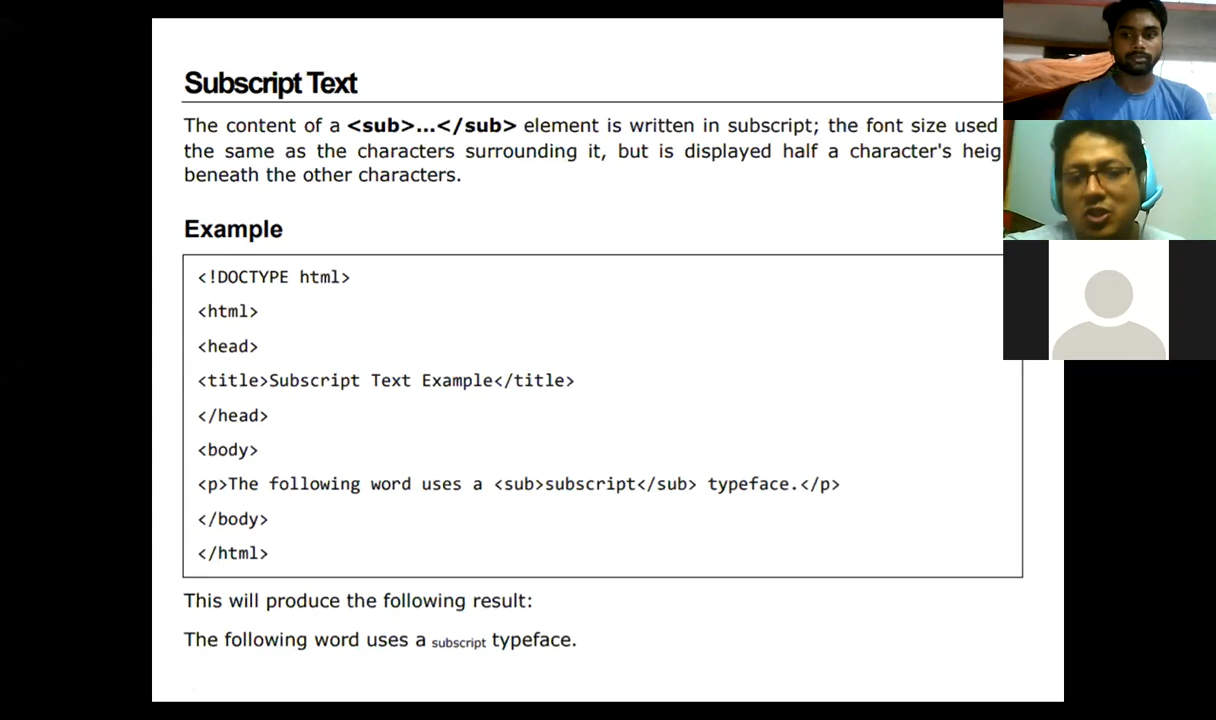 Subscript Text
The content of a <sub>...</sub> element is written in subscript; the font size used
the same as the characters surrounding it, but is displayed half a character's heig
beneath the other characters.
Example
<!DOCTYPE html>
<html>
<head>
<title>Subscript Text Example</title>
</head>
<body>
<p>The following word uses a <sub>subscript</sub> typeface.</p>
</body>
</html>
This will produce the following result:
The following word uses a subscript typeface.